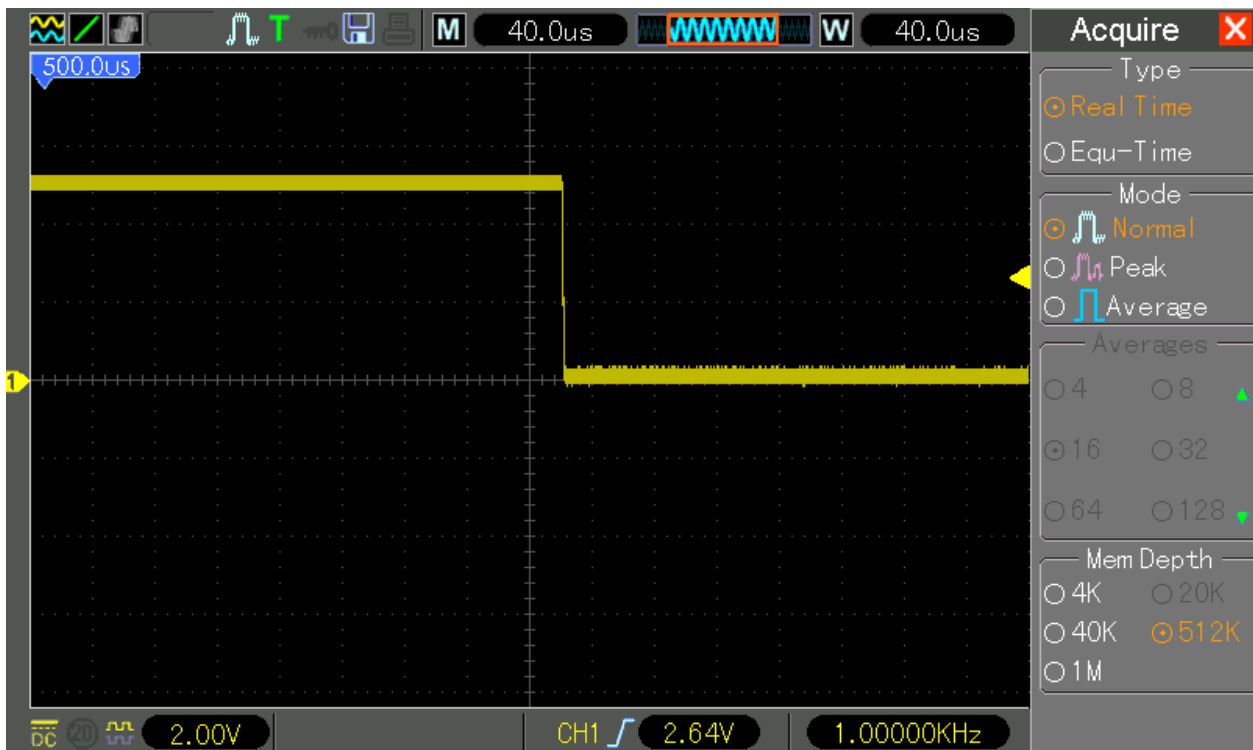 T M 40.0us W 40.0us
Acquire
500.0us
Type
Real Time
Equ-Time
Mode
Normal
Peak
Average
1
Averages
4 8
16 32
64 128
Mem Depth
4K 20K
40K 512K
1M
DC 20 2.00V CH1 2.64V 1.00000KHz